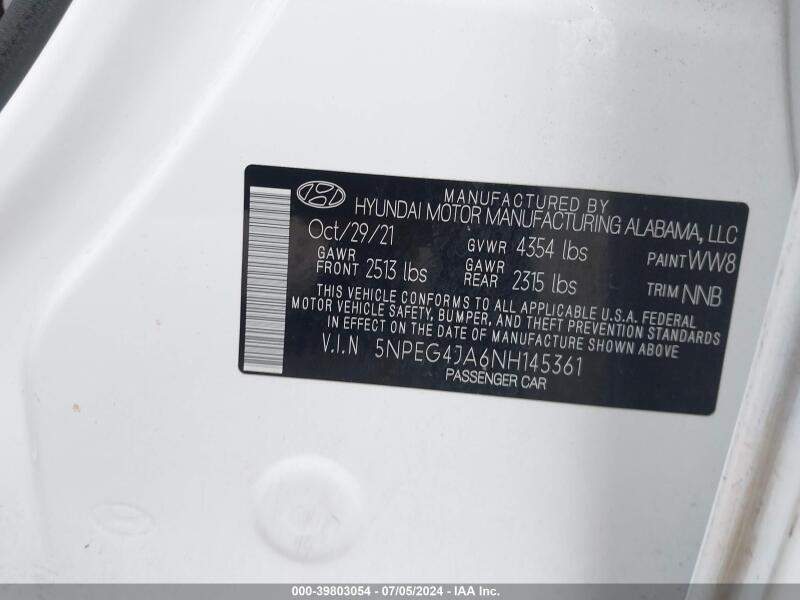 MANUFACTURED BY
HYUNDAI MOTOR MANUFACTURING ALABAMA, LLC
Oct/29/21 GVWR 4354 lbs PAINT WW8
GAWR FRONT 2513 lbs GAWR REAR 2315 lbs TRIM NNB
THIS VEHICLE CONFORMS TO ALL APPLICABLE U.S.A. FEDERAL
MOTOR VEHICLE SAFETY, BUMPER, AND THEFT PREVENTION STANDARDS
IN EFFECT ON THE DATE OF MANUFACTURE SHOWN ABOVE
V.I.N 5NPEG4JA6NH145361
PASSENGER CAR
000-39803054 - 07/05/2024 - IAA Inc.